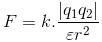 F = k.\frac{|q_1 q_2|}{\varepsilon r^2}